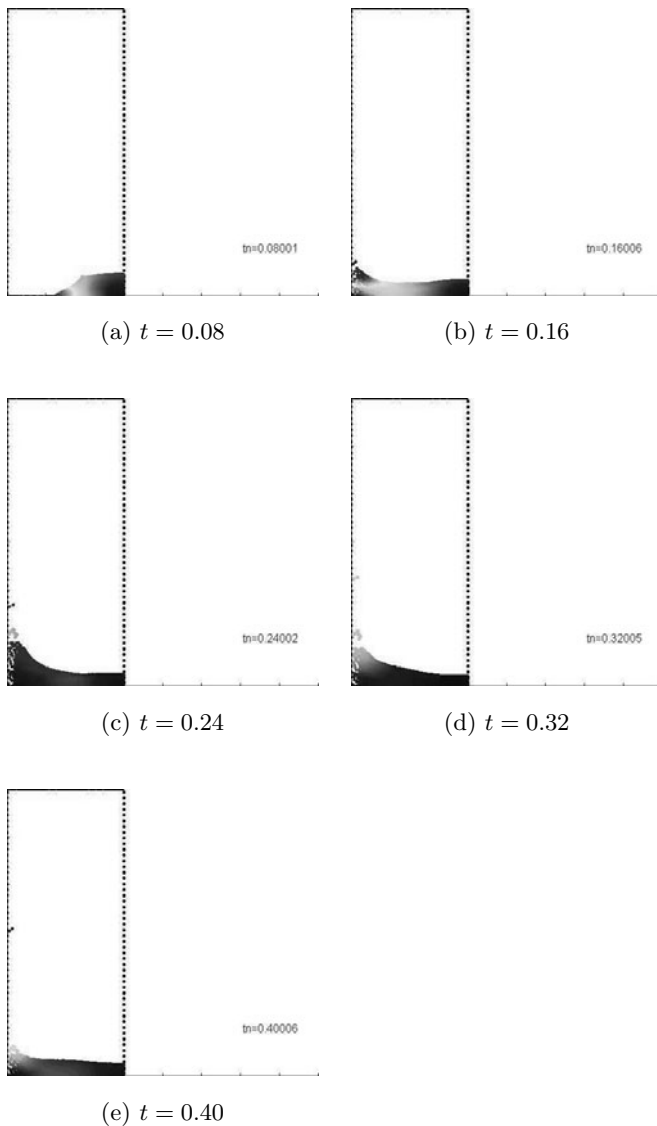 tn=0.08001
tn=0.16006
(a) t = 0.08
(b) t = 0.16
tn=0.24002
tn=0.32005
(c) t = 0.24
(d) t = 0.32
tn=0.40006
(e) t = 0.40